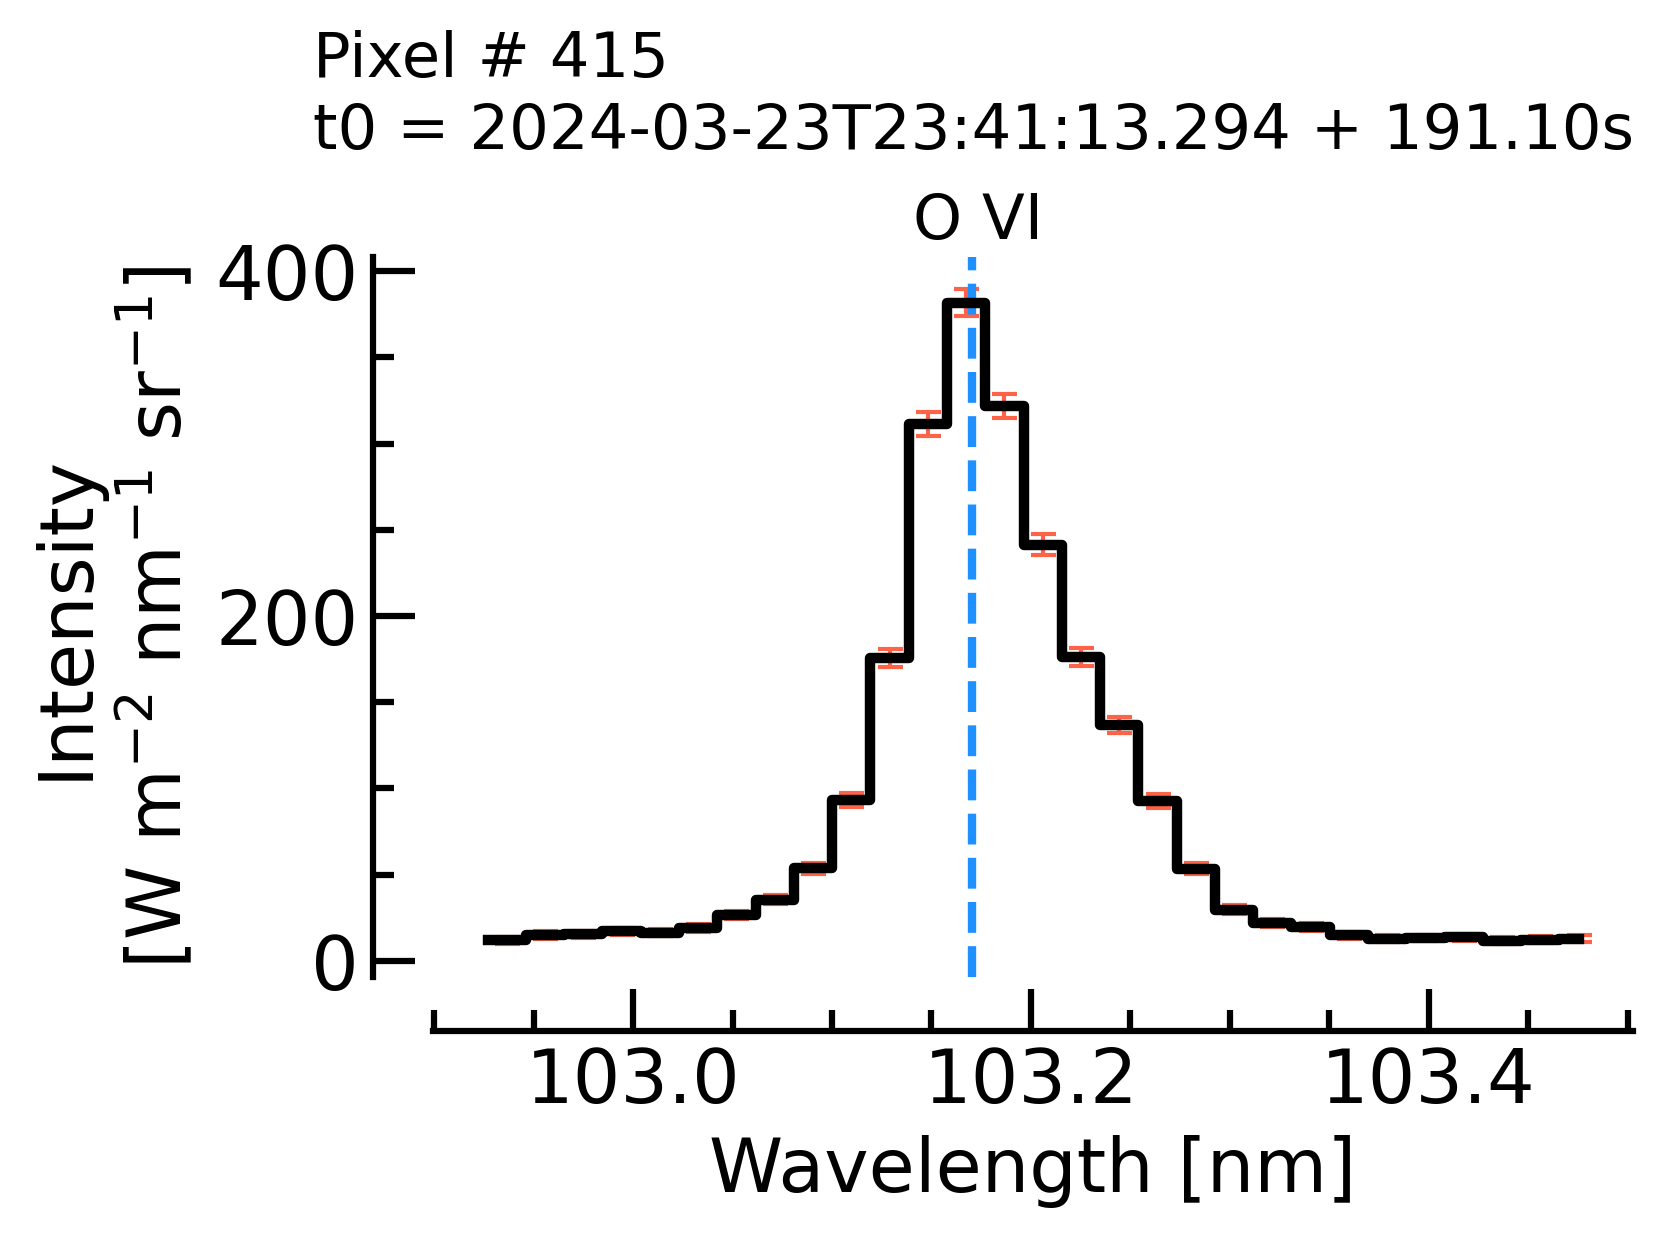 Pixel # 415
t0 = 2024-03-23T23:41:13.294 + 191.10s
O VI
400
200
0
Intensity
[W m⁻² nm⁻¹ sr⁻¹]
103.0 103.2 103.4
Wavelength [nm]